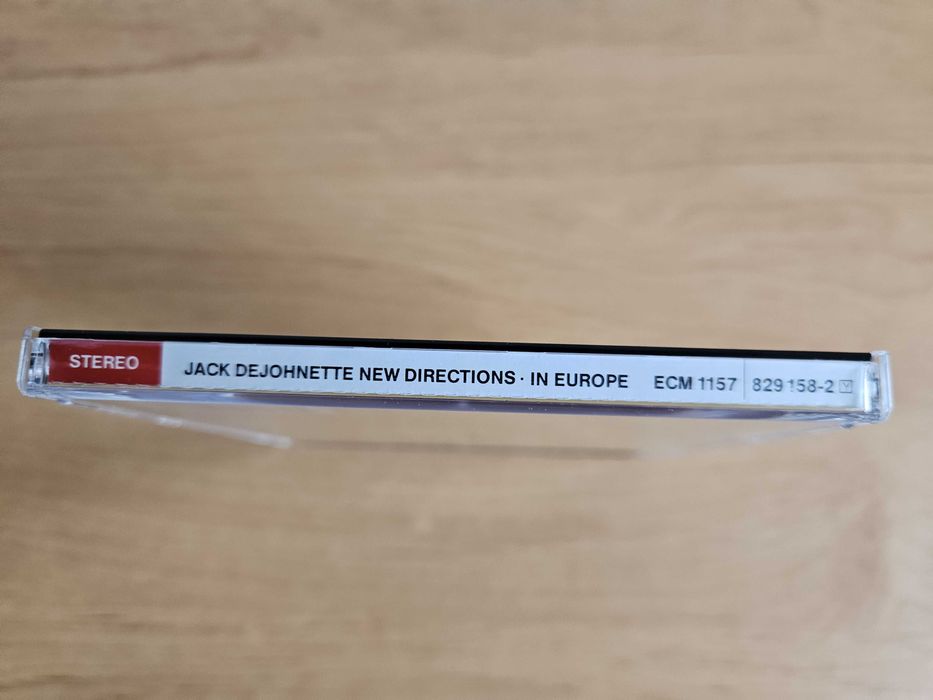 STEREO JACK DEJOHNETTE NEW DIRECTIONS · IN EUROPE ECM 1157 829 158-2 Y